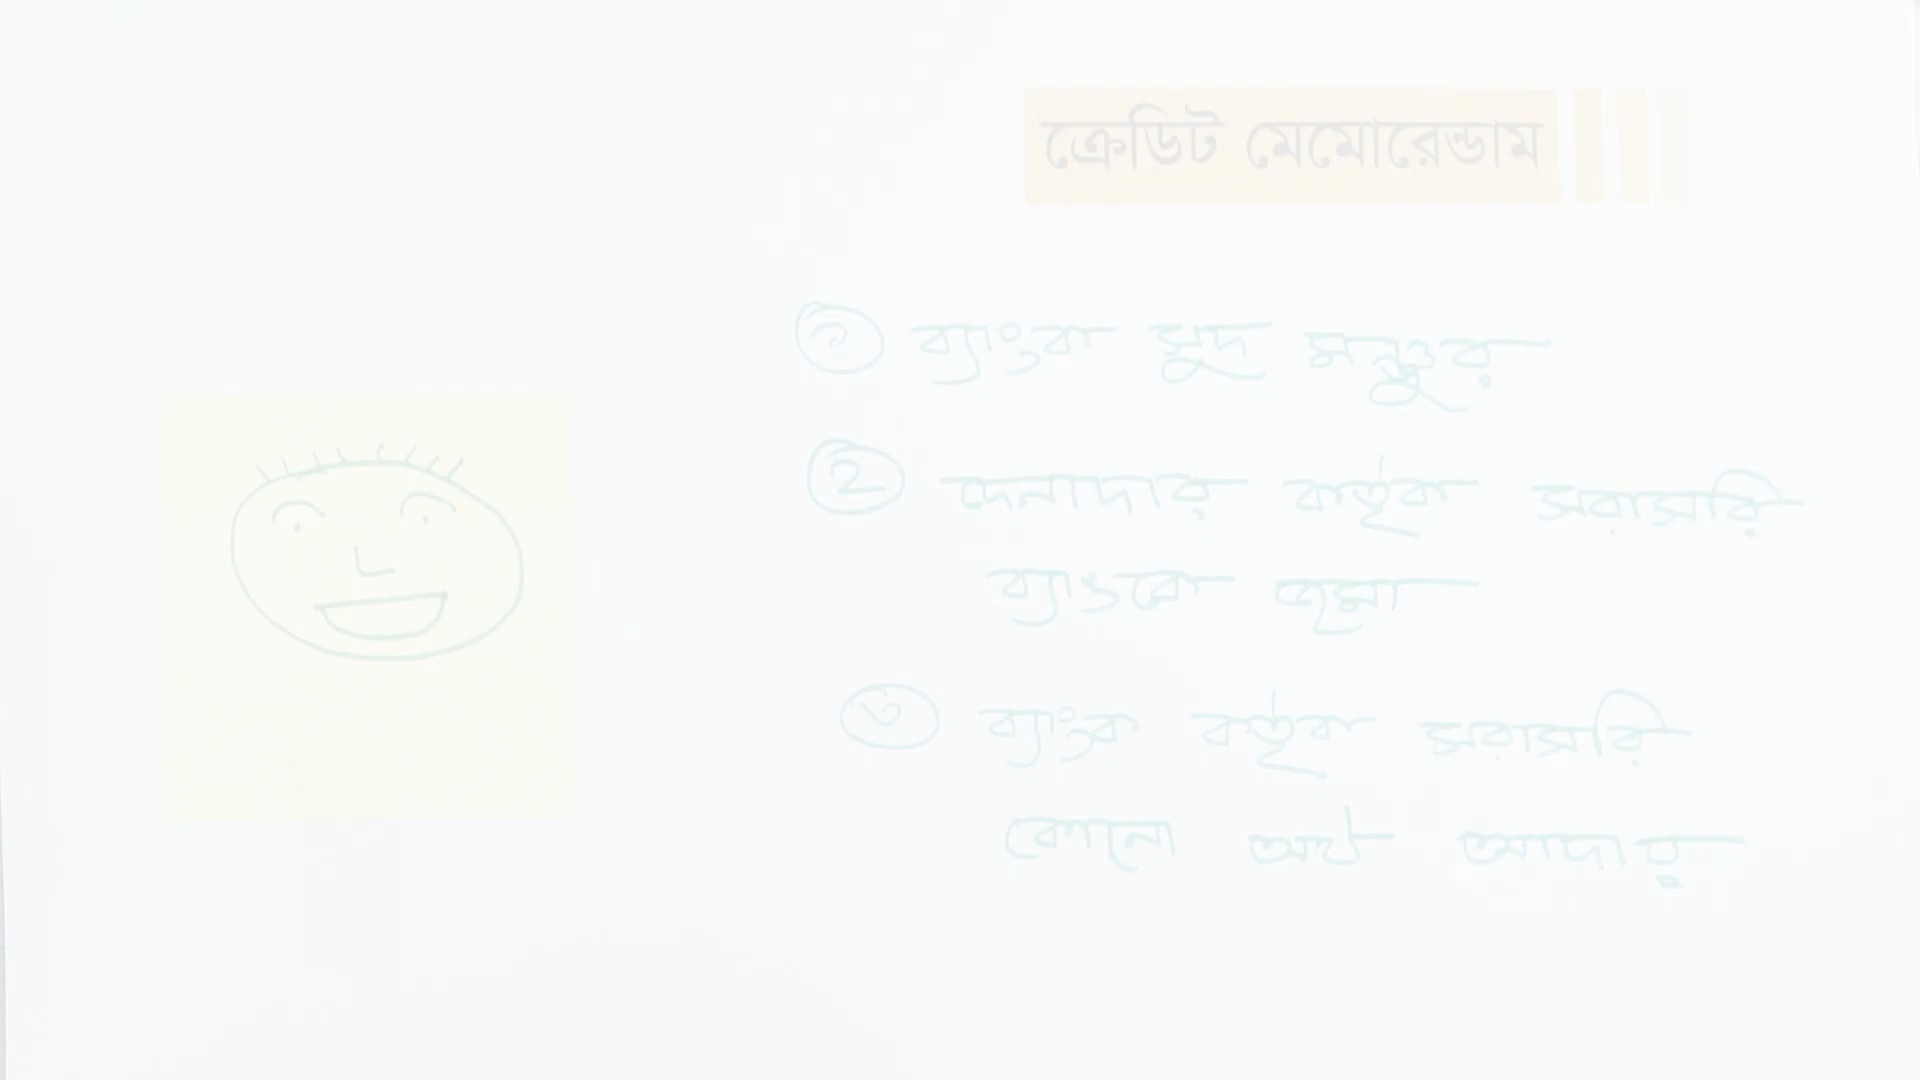 ক্রেডিট মেমোরেন্ডাম
১ ব্যাংক সুদ মঞ্জুর
২ দেনাদার কর্তৃক সরাসরি
ব্যাংকে জমা
৩ ব্যাংক কর্তৃক সরাসরি
কোনো অর্থ আদায়